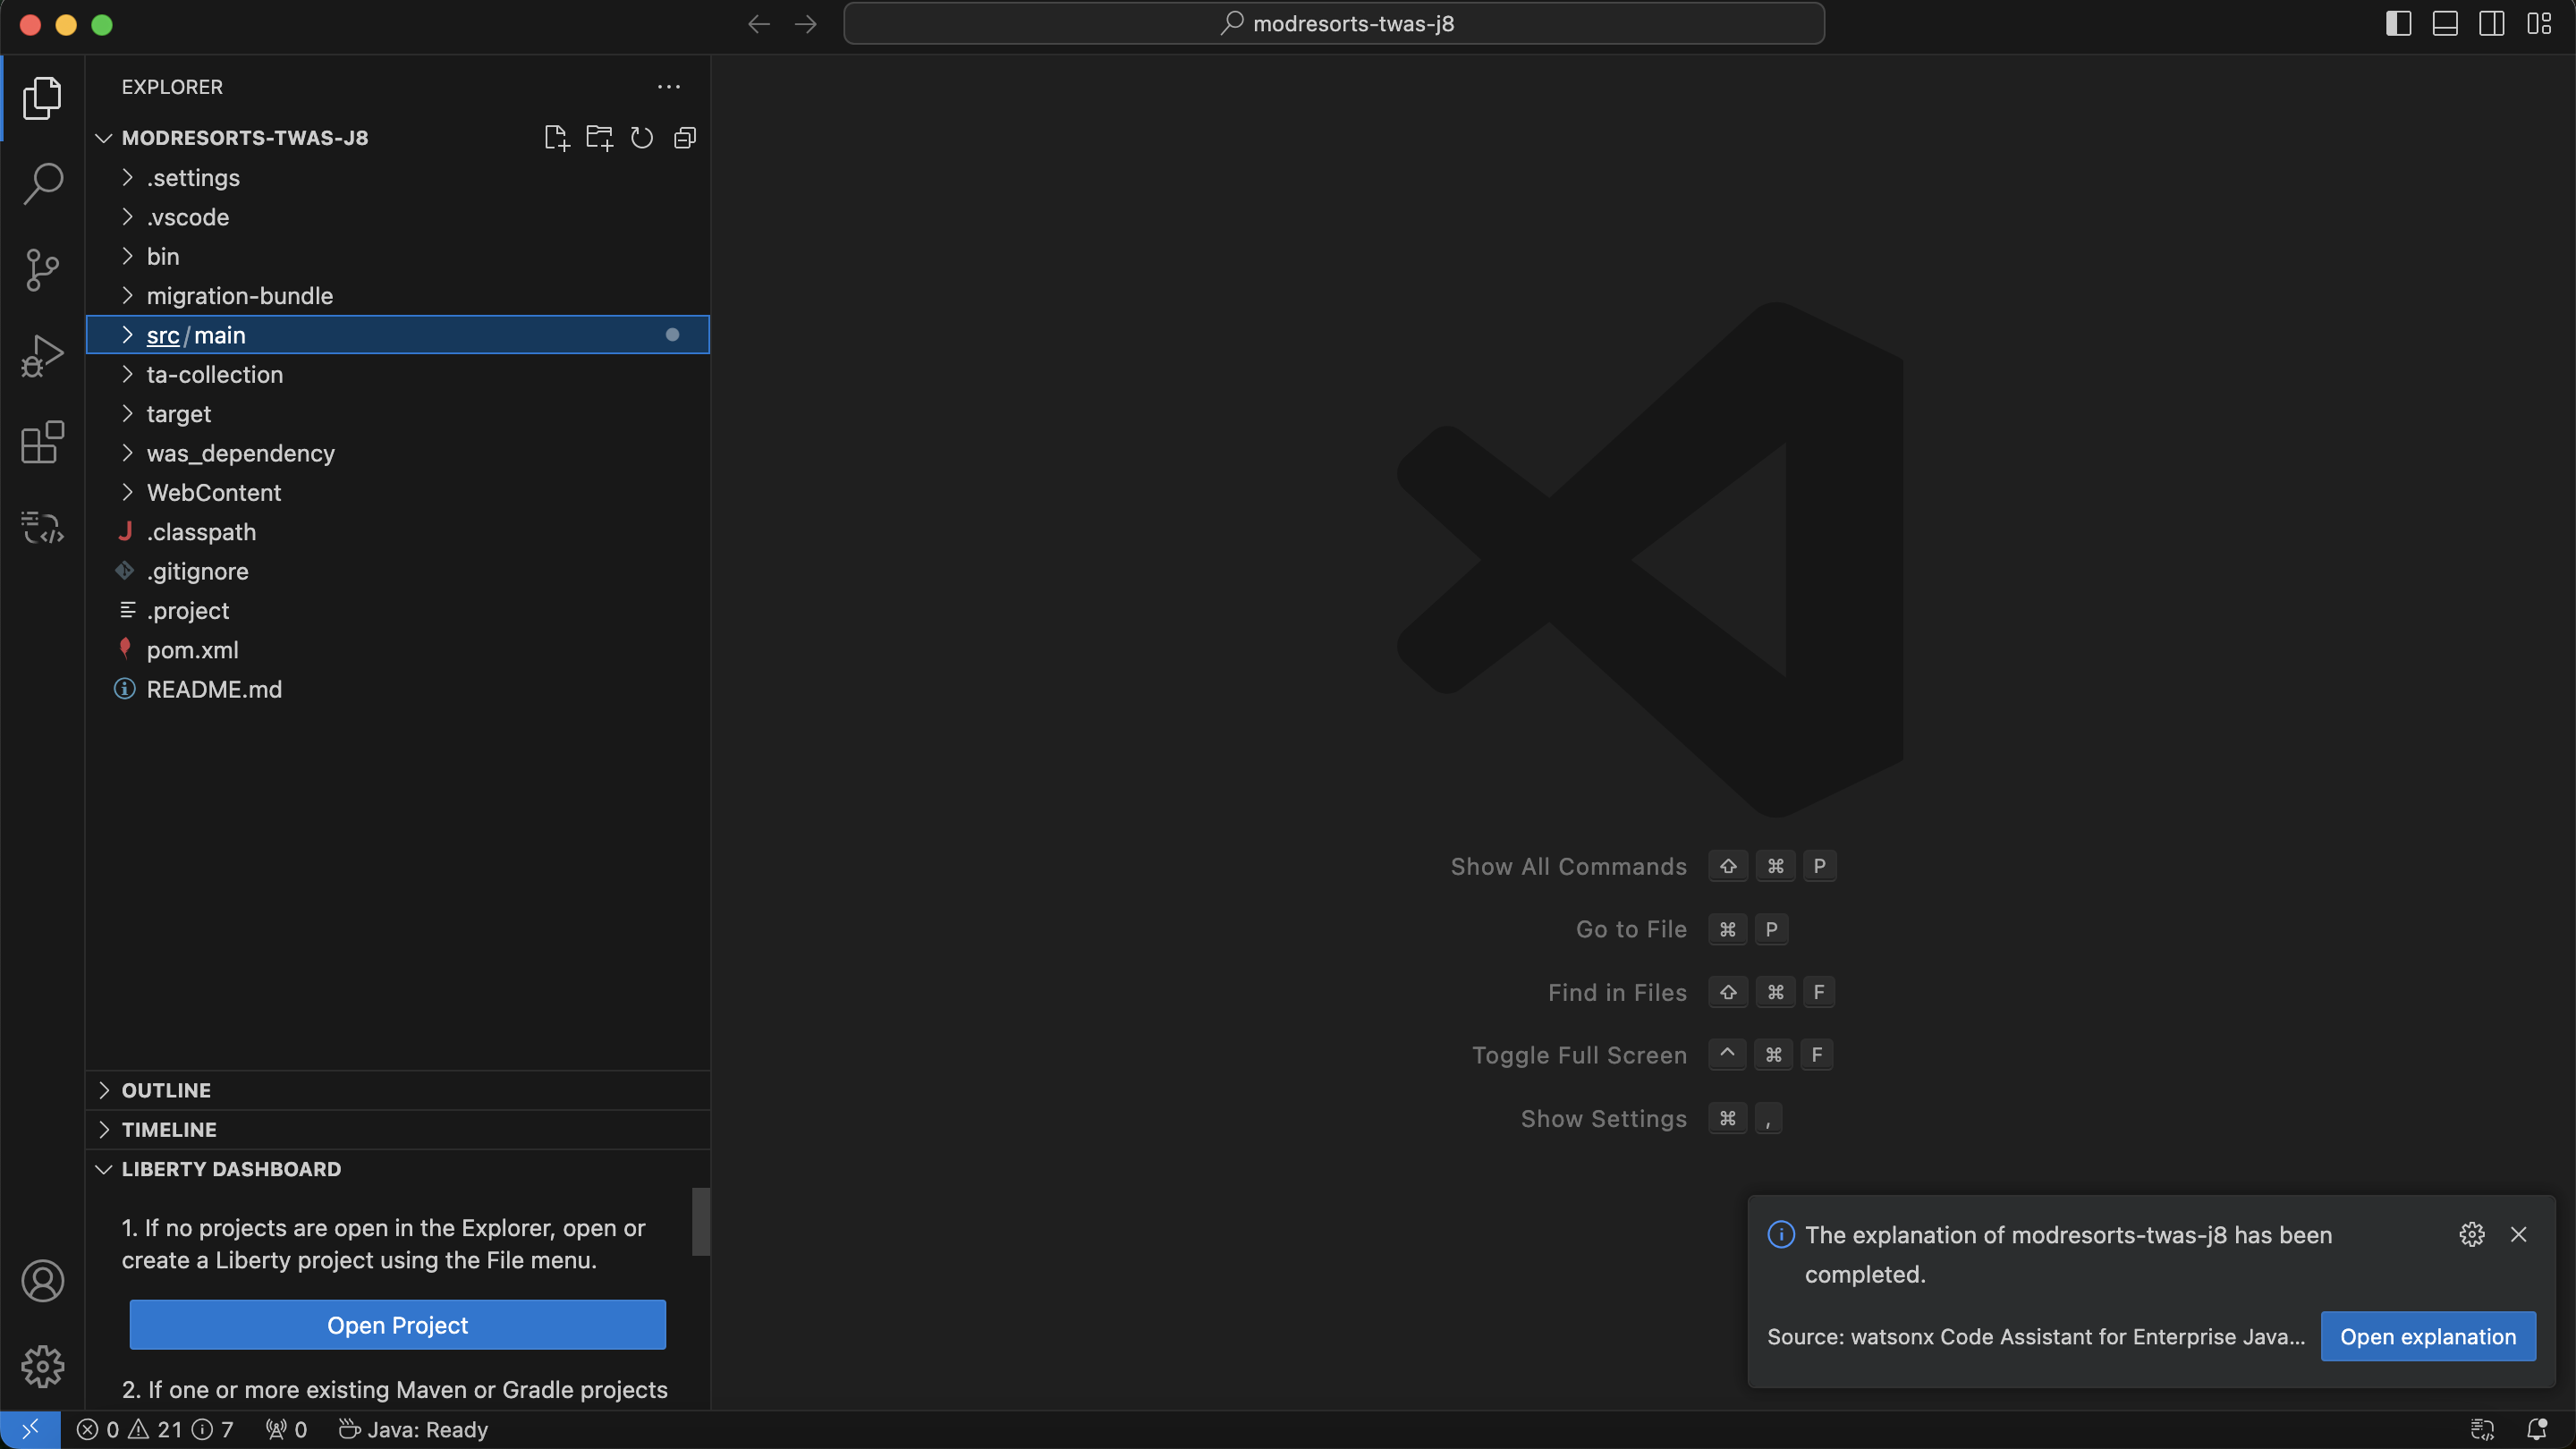 modresorts-twas-j8
EXPLORER
MODRESORTS-TWAS-J8
.settings
.vscode
bin
migration-bundle
src/main
ta-collection
target
was_dependency
WebContent
.classpath
.gitignore
.project
pom.xml
README.md
OUTLINE
TIMELINE
LIBERTY DASHBOARD
1. If no projects are open in the Explorer, open or
create a Liberty project using the File menu.
Open Project
2. If one or more existing Maven or Gradle projects
Show All Commands ⇧ ⌘ P
Go to File ⌘ P
Find in Files ⇧ ⌘ F
Toggle Full Screen ^ ⌘ F
Show Settings ⌘ ,
The explanation of modresorts-twas-j8 has been
completed.
Source: watsonx Code Assistant for Enterprise Java...
Open explanation
0 21 7 0 Java: Ready